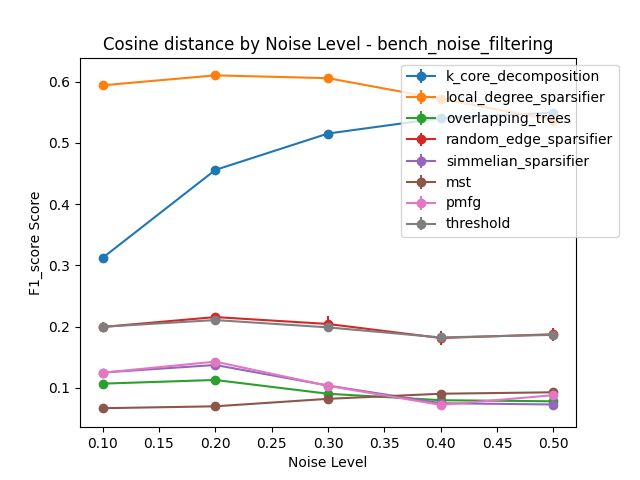 Cosine distance by Noise Level - bench_noise_filtering
k_core_decomposition
local_degree_sparsifier
overlapping_trees
random_edge_sparsifier
simmelian_sparsifier
mst
pmfg
threshold
F1_score Score
0.6
0.5
0.4
0.3
0.2
0.1
0.10 0.15 0.20 0.25 0.30 0.35 0.40 0.45 0.50
Noise Level